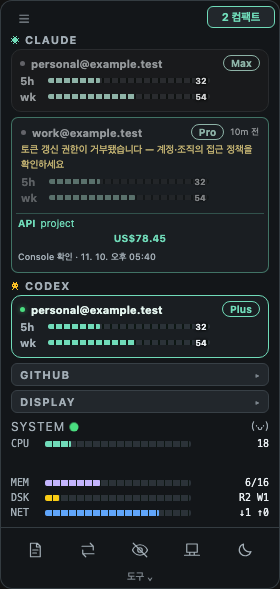 2 컴팩트
CLAUDE
personal@example.test Max
5h 32
wk 54
work@example.test Pro 10m 전
토큰 갱신 권한이 거부됐습니다 — 계정·조직의 접근 정책을
확인하세요
5h 32
wk 54
API project
US$78.45
Console 확인 · 11. 10. 오후 05:40
CODEX
personal@example.test Plus
5h 32
wk 54
GITHUB ▸
DISPLAY ▸
SYSTEM (·ᴗ·)
CPU 18
MEM 6/16
DSK R2 W1
NET ↓1 ↑0
도구 ⌄